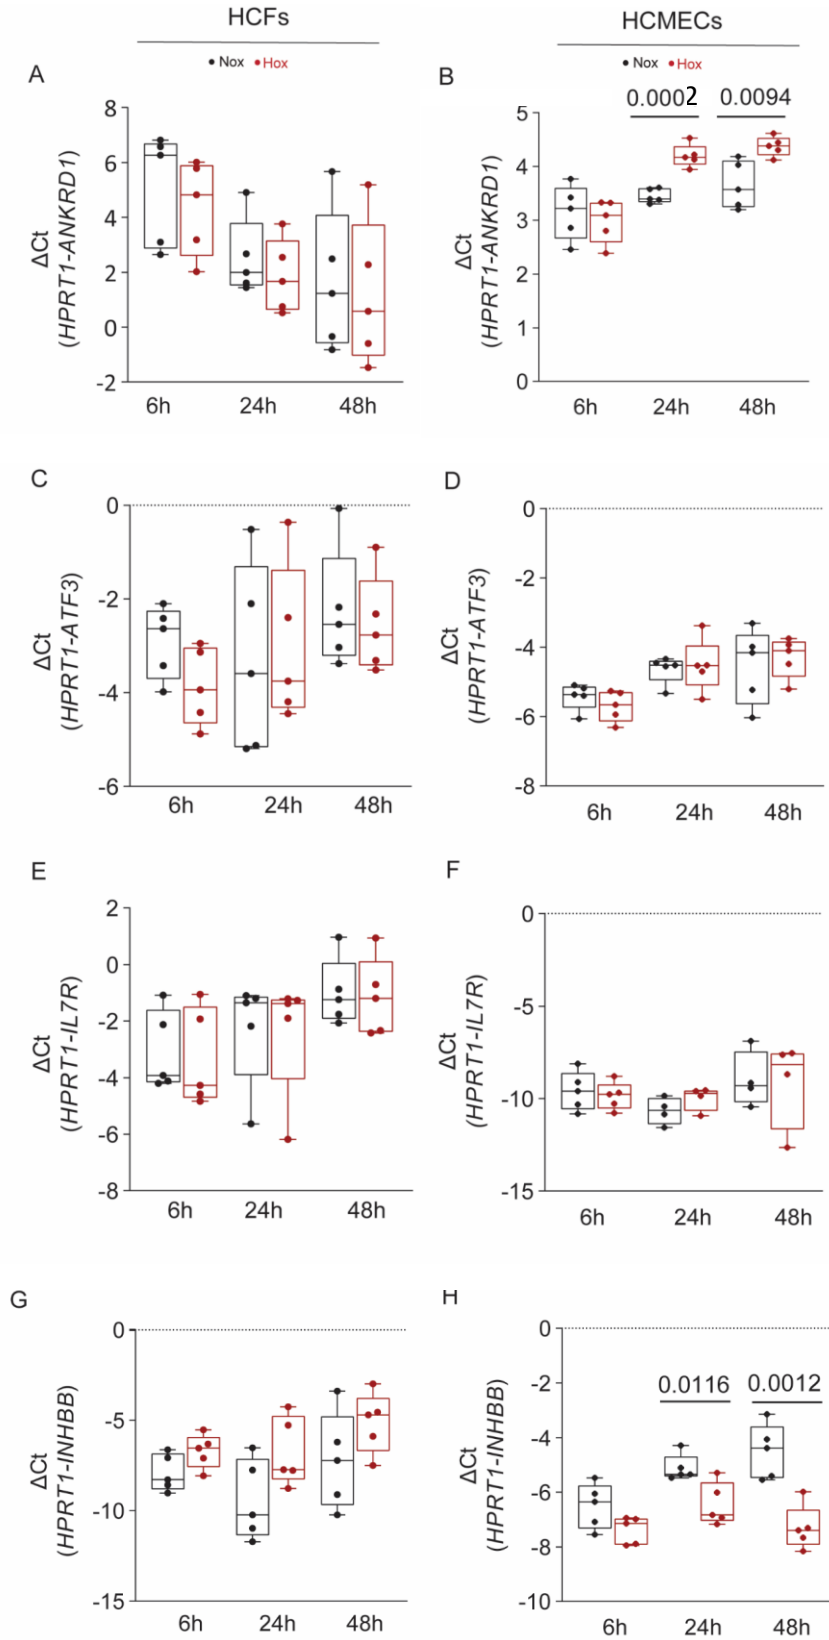 HCFs
HCMECs
Nox Hox
Nox Hox
A
8
6
4
2
0
-2
ΔCt
(HPRT1-ANKRD1)
6h 24h 48h
B
0.0002 0.0094
5
4
3
2
1
0
ΔCt
(HPRT1-ANKRD1)
6h 24h 48h
C
0
-2
-4
-6
ΔCt
(HPRT1-ATF3)
6h 24h 48h
D
0
-2
-4
-6
-8
ΔCt
(HPRT1-ATF3)
6h 24h 48h
E
2
0
-2
-4
-6
-8
ΔCt
(HPRT1-IL7R)
6h 24h 48h
F
0
-5
-10
-15
ΔCt
(HPRT1-IL7R)
6h 24h 48h
G
0
-5
-10
-15
ΔCt
(HPRT1-INHBB)
6h 24h 48h
H
0
-2
-4
-6
-8
-10
0.0116 0.0012
ΔCt
(HPRT1-INHBB)
6h 24h 48h